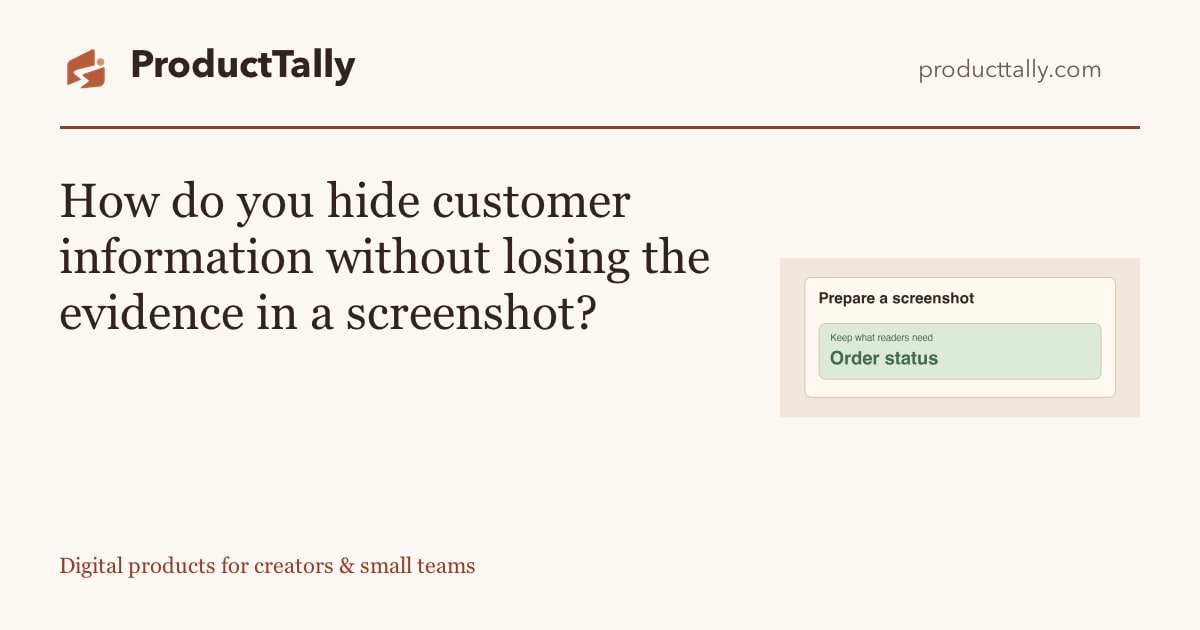 ProductTally
producttally.com
How do you hide customer
information without losing the
evidence in a screenshot?
Prepare a screenshot
Keep what readers need
Order status
Digital products for creators & small teams